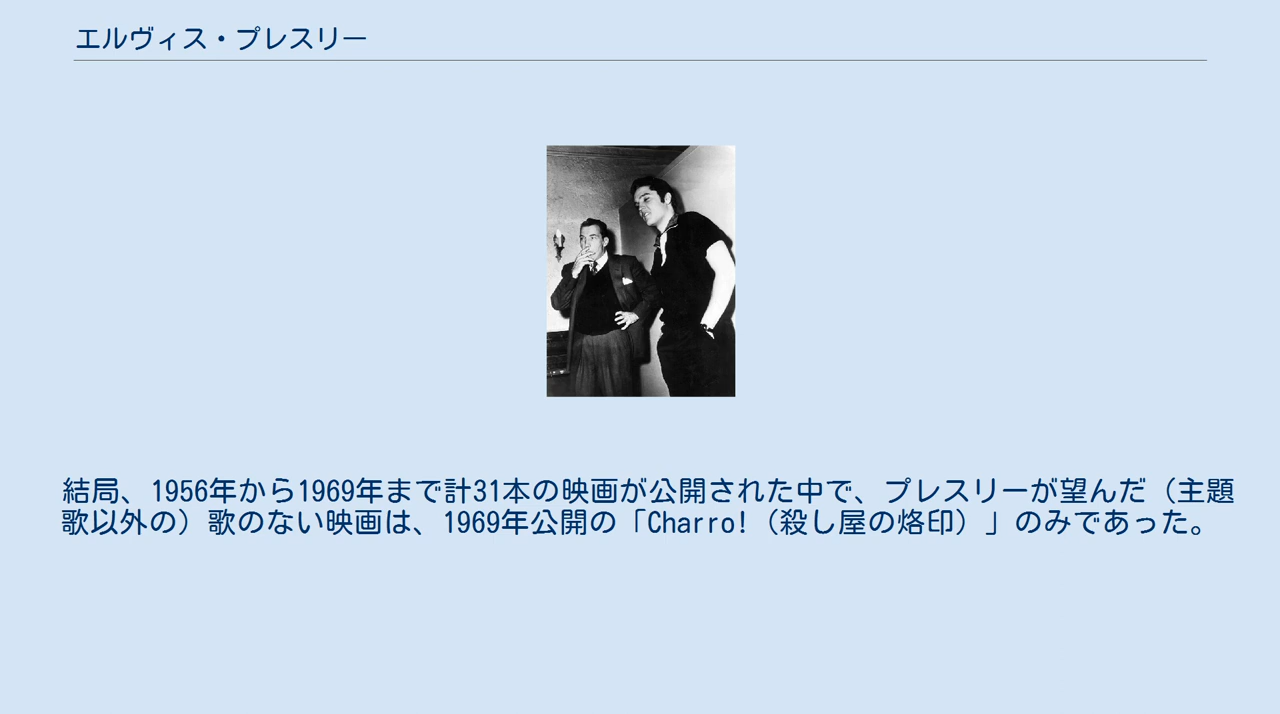 エルヴィス・プレスリー
結局、1956年から1969年まで計31本の映画が公開された中で、プレスリーが望んだ（主題
歌以外の）歌のない映画は、1969年公開の「Charro!（殺し屋の烙印）」のみであった。